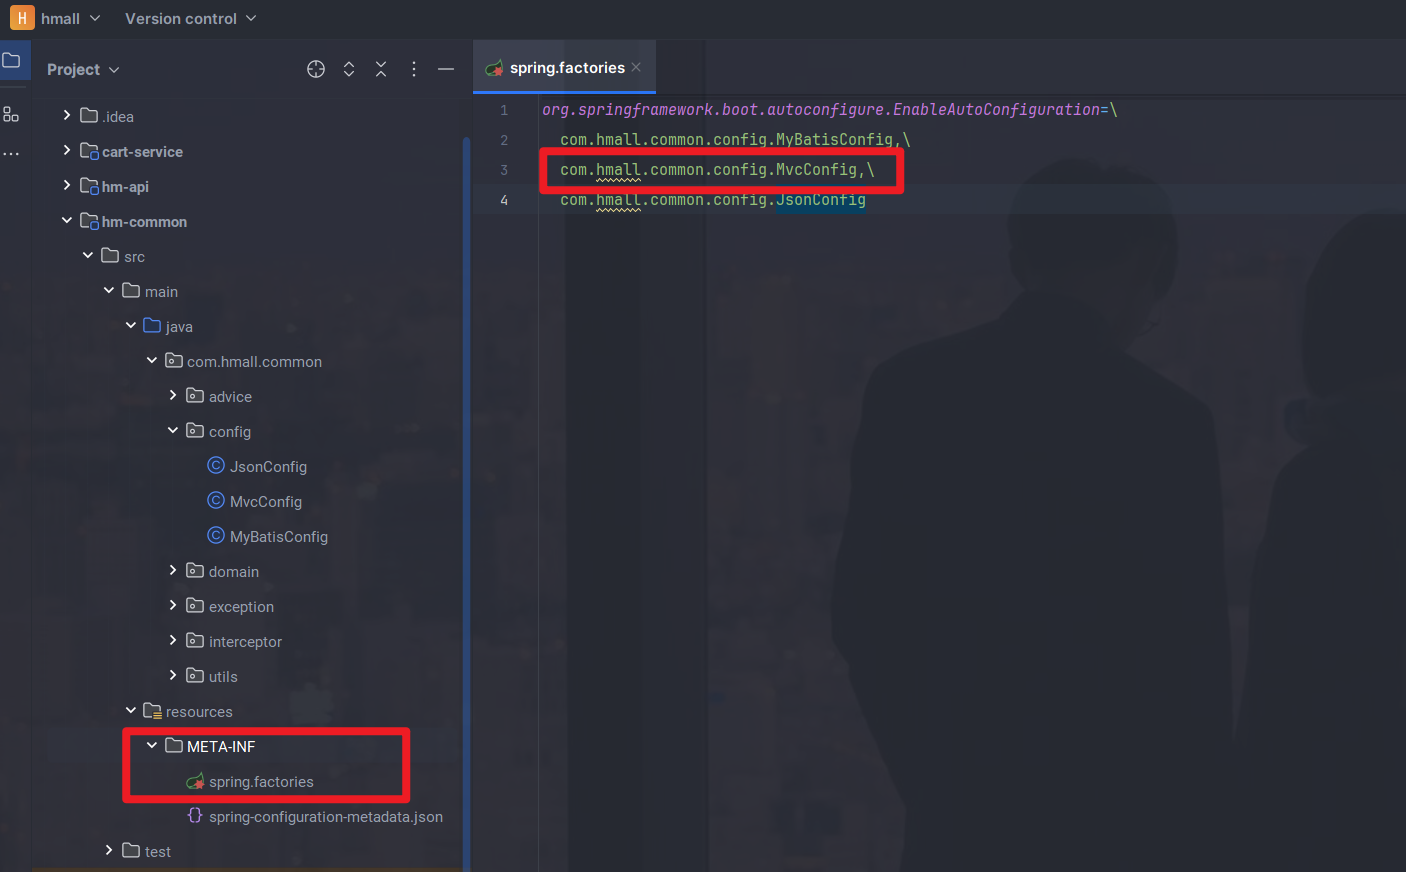 H hmall Version control
Project
spring.factories
.idea
cart-service
hm-api
hm-common
src
main
java
com.hmall.common
advice
config
C JsonConfig
C MvcConfig
C MyBatisConfig
domain
exception
interceptor
utils
resources
META-INF
spring.factories
{} spring-configuration-metadata.json
test
1 org.springframework.boot.autoconfigure.EnableAutoConfiguration=\
2 com.hmall.common.config.MyBatisConfig,\
3 com.hmall.common.config.MvcConfig,\
4 com.hmall.common.config.JsonConfig